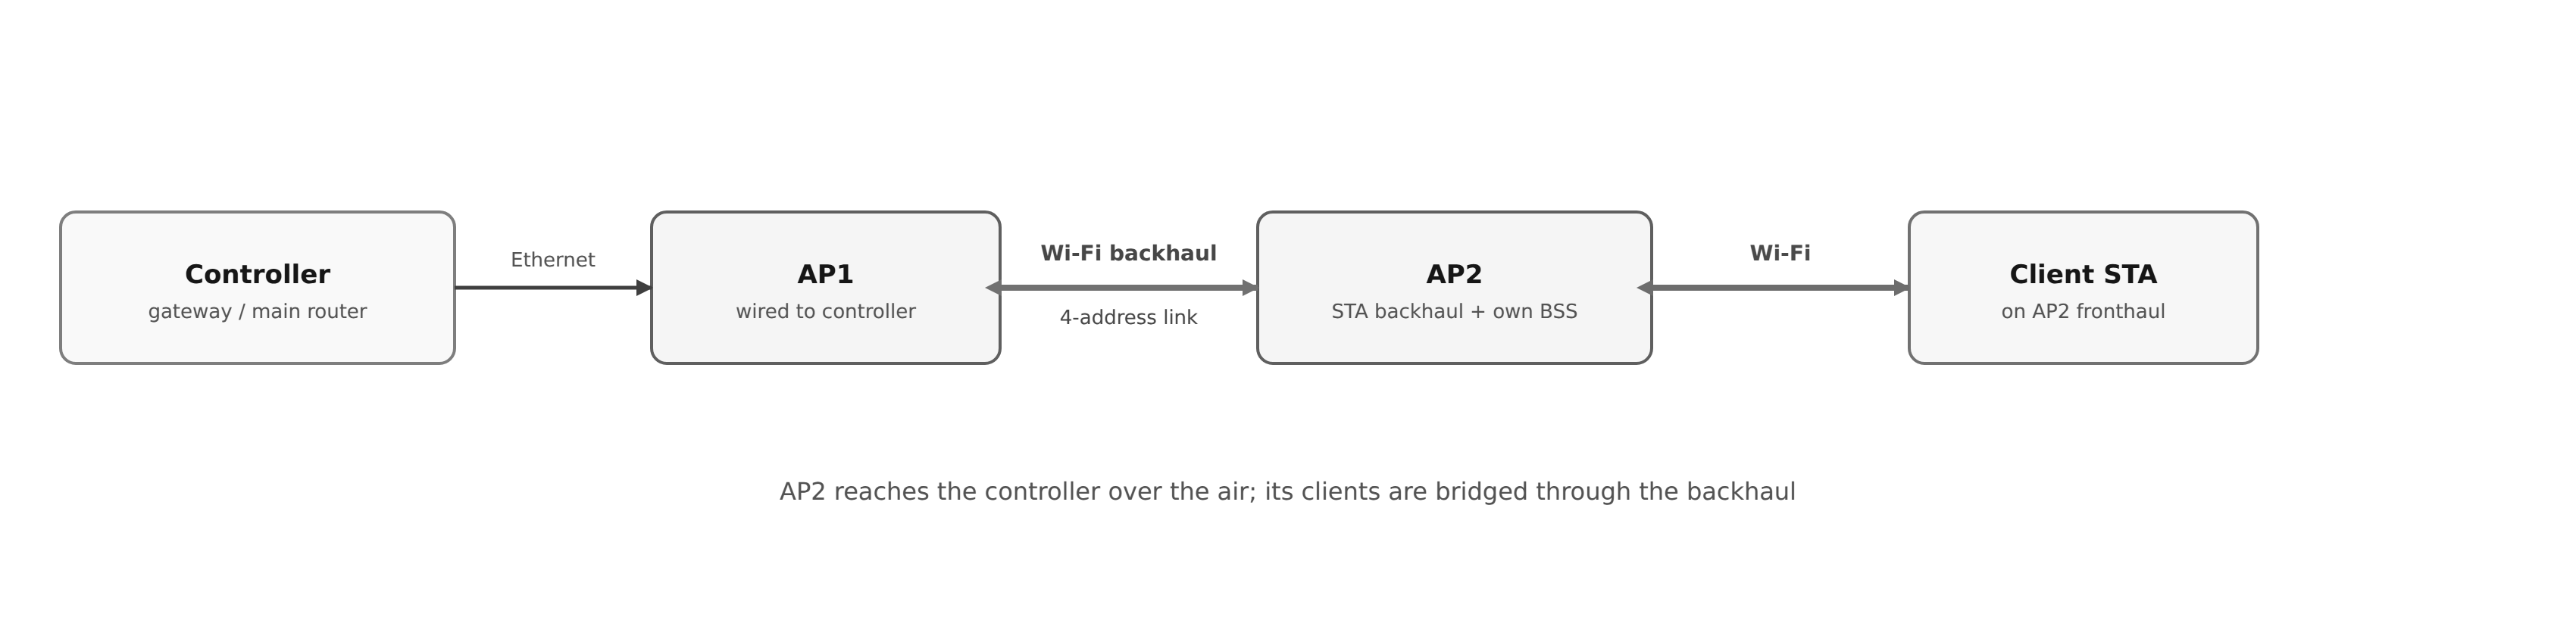 Controller
gateway / main router
Ethernet
AP1
wired to controller
Wi-Fi backhaul
4-address link
AP2
STA backhaul + own BSS
Wi-Fi
Client STA
on AP2 fronthaul
AP2 reaches the controller over the air; its clients are bridged through the backhaul